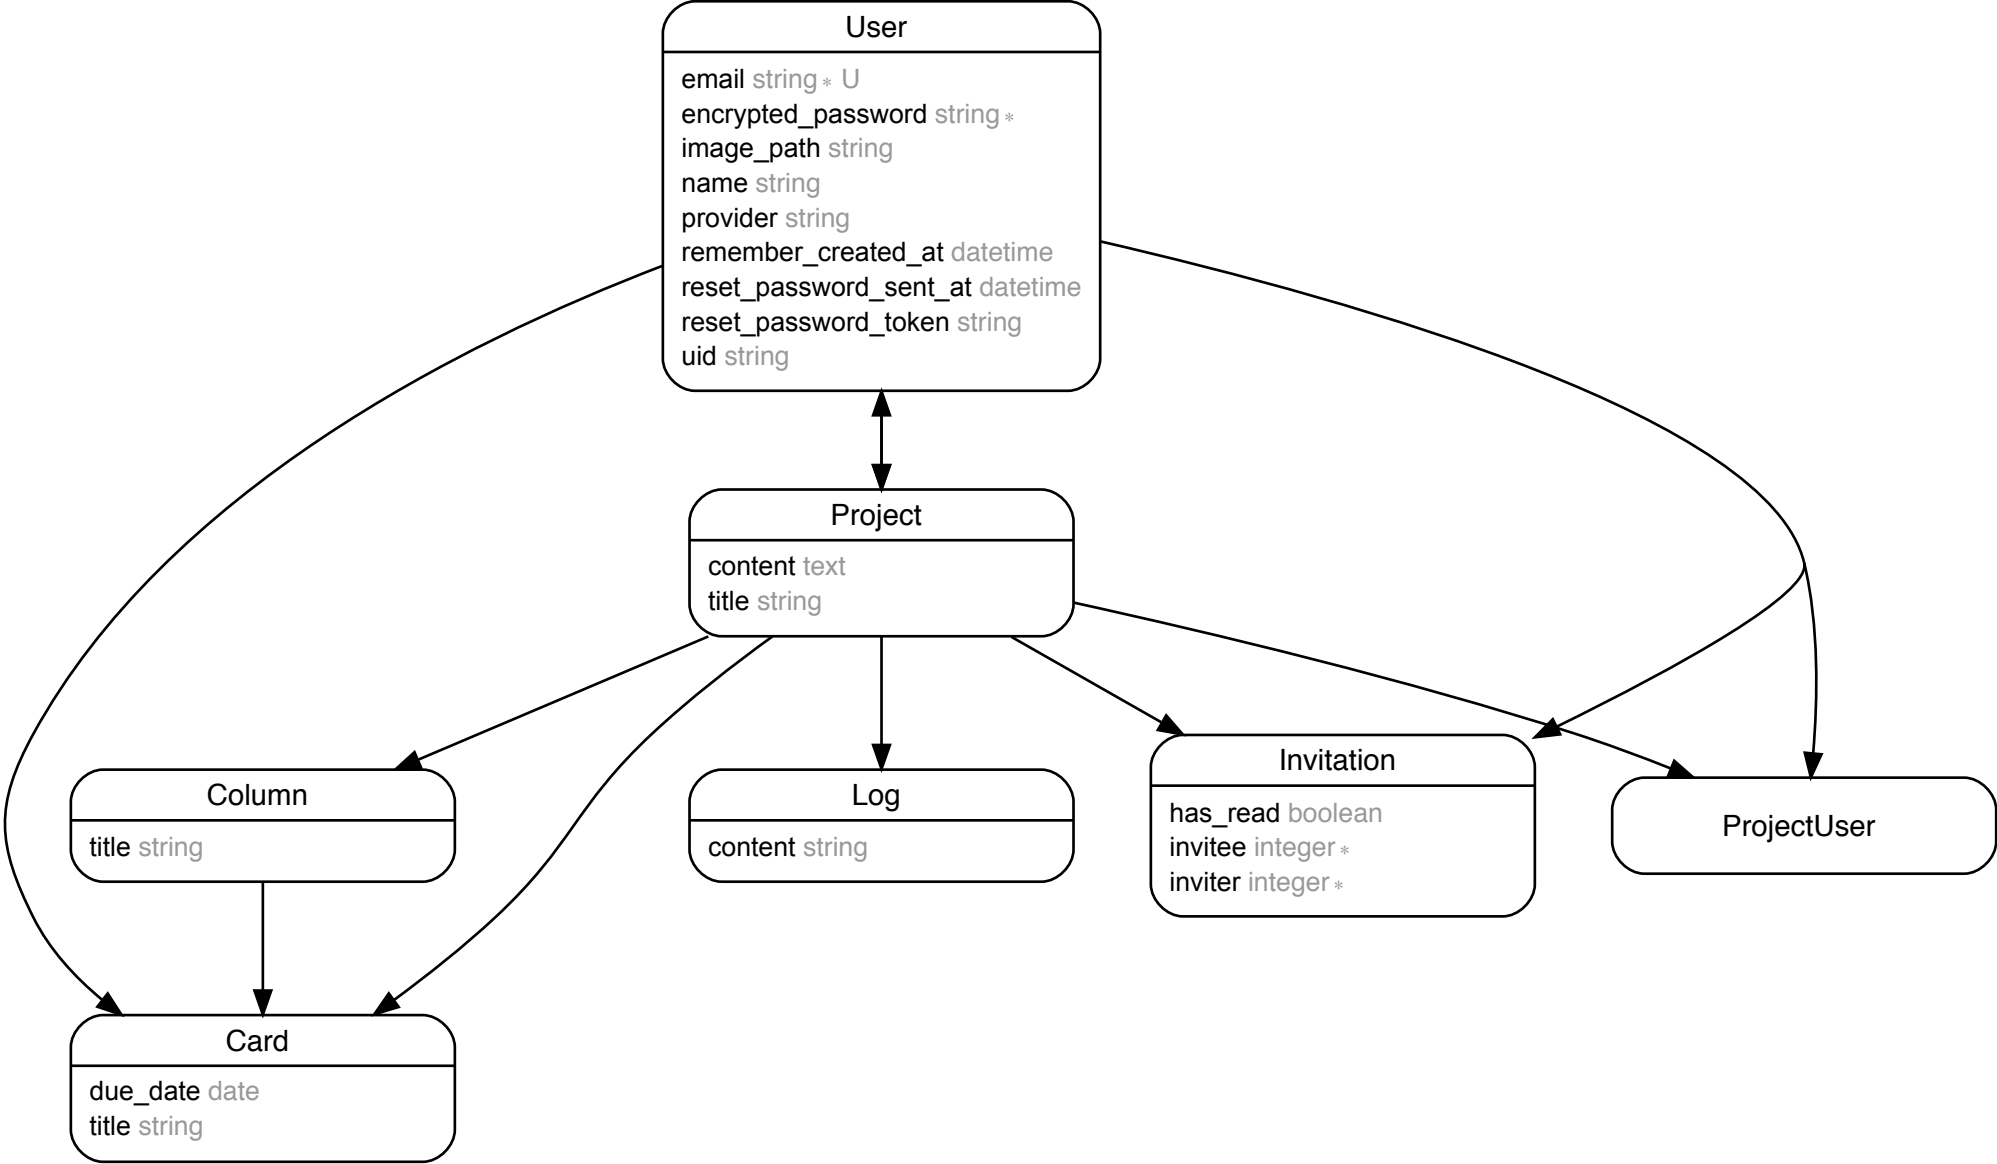 User
email string∗ U
encrypted_password string∗
image_path string
name string
provider string
remember_created_at datetime
reset_password_sent_at datetime
reset_password_token string
uid string
Project
content text
title string
Column
title string
Log
content string
Invitation
has_read boolean
invitee integer∗
inviter integer∗
ProjectUser
Card
due_date date
title string